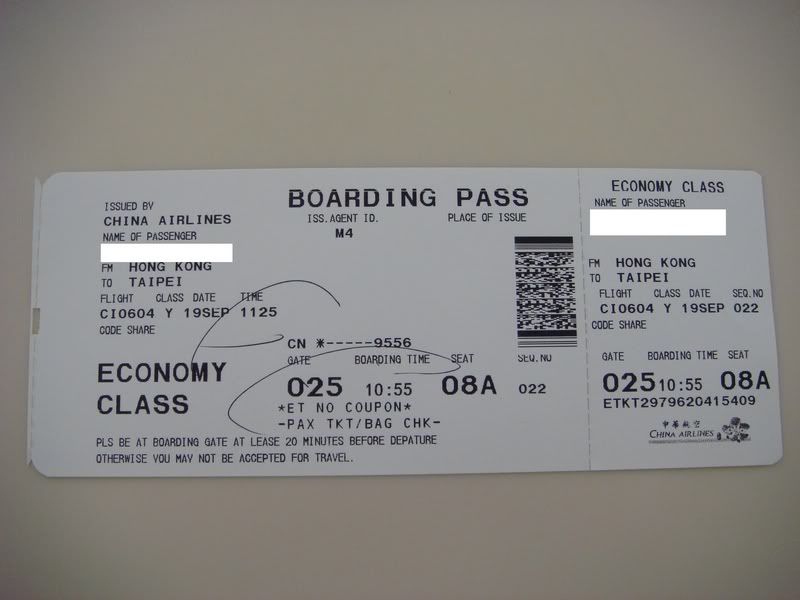 BOARDING PASS
ISSUED BY
CHINA AIRLINES
ISS.AGENT ID. PLACE OF ISSUE
M4
NAME OF PASSENGER
FM HONG KONG
TO TAIPEI
FLIGHT CLASS DATE TIME
CI0604 Y 19SEP 1125
CODE SHARE
CN *-----9556
ECONOMY
CLASS
GATE BOARDING TIME SEAT SEQ.NO
025 10:55 08A 022
*ET NO COUPON*
-PAX TKT/BAG CHK-
PLS BE AT BOARDING GATE AT LEASE 20 MINUTES BEFORE DEPATURE
OTHERWISE YOU MAY NOT BE ACCEPTED FOR TRAVEL.
ECONOMY CLASS
NAME OF PASSENGER
FM HONG KONG
TO TAIPEI
FLIGHT CLASS DATE SEQ.NO
CI0604 Y 19SEP 022
CODE SHARE
GATE BOARDING TIME SEAT
025 10:55 08A
ETKT2979620415409
中華航空
CHINA AIRLINES